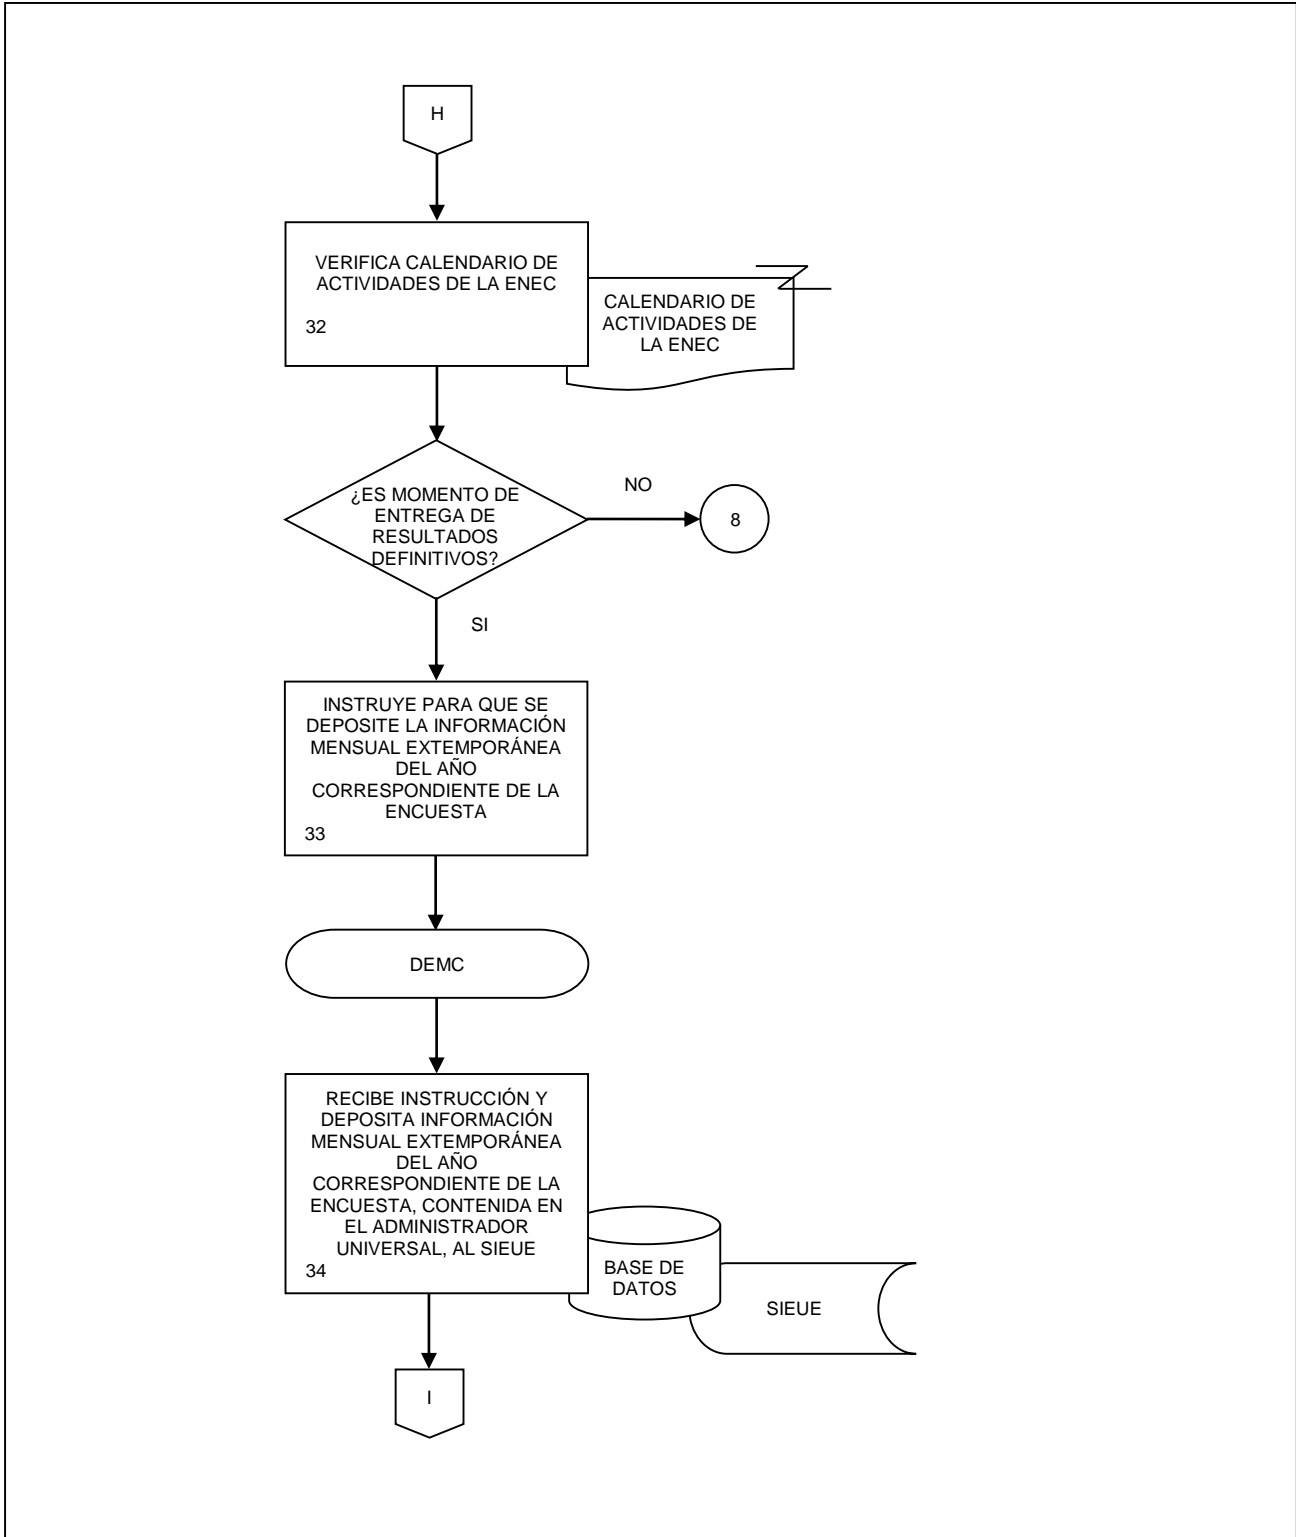 H
VERIFICA CALENDARIO DE
ACTIVIDADES DE LA ENEC
32
CALENDARIO DE
ACTIVIDADES DE
LA ENEC
¿ES MOMENTO DE
ENTREGA DE
RESULTADOS
DEFINITIVOS?
NO
8
SI
INSTRUYE PARA QUE SE
DEPOSITE LA INFORMACIÓN
MENSUAL EXTEMPORÁNEA
DEL AÑO
CORRESPONDIENTE DE LA
ENCUESTA
33
DEMC
RECIBE INSTRUCCIÓN Y
DEPOSITA INFORMACIÓN
MENSUAL EXTEMPORÁNEA
DEL AÑO
CORRESPONDIENTE DE LA
ENCUESTA, CONTENIDA EN
EL ADMINISTRADOR
UNIVERSAL, AL SIEUE
34
BASE DE
DATOS
SIEUE
I